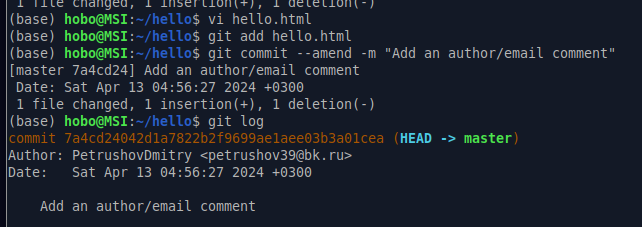 1 file changed, 1 insertion(+), 1 deletion(-)
(base) hobo@MSI:~/hello$ vi hello.html
(base) hobo@MSI:~/hello$ git add hello.html
(base) hobo@MSI:~/hello$ git commit --amend -m "Add an author/email comment"
[master 7a4cd24] Add an author/email comment
 Date: Sat Apr 13 04:56:27 2024 +0300
 1 file changed, 1 insertion(+), 1 deletion(-)
(base) hobo@MSI:~/hello$ git log
commit 7a4cd24042d1a7822b2f9699ae1aee03b3a01cea (HEAD -> master)
Author: PetrushovDmitry <petrushov39@bk.ru>
Date:   Sat Apr 13 04:56:27 2024 +0300
    Add an author/email comment